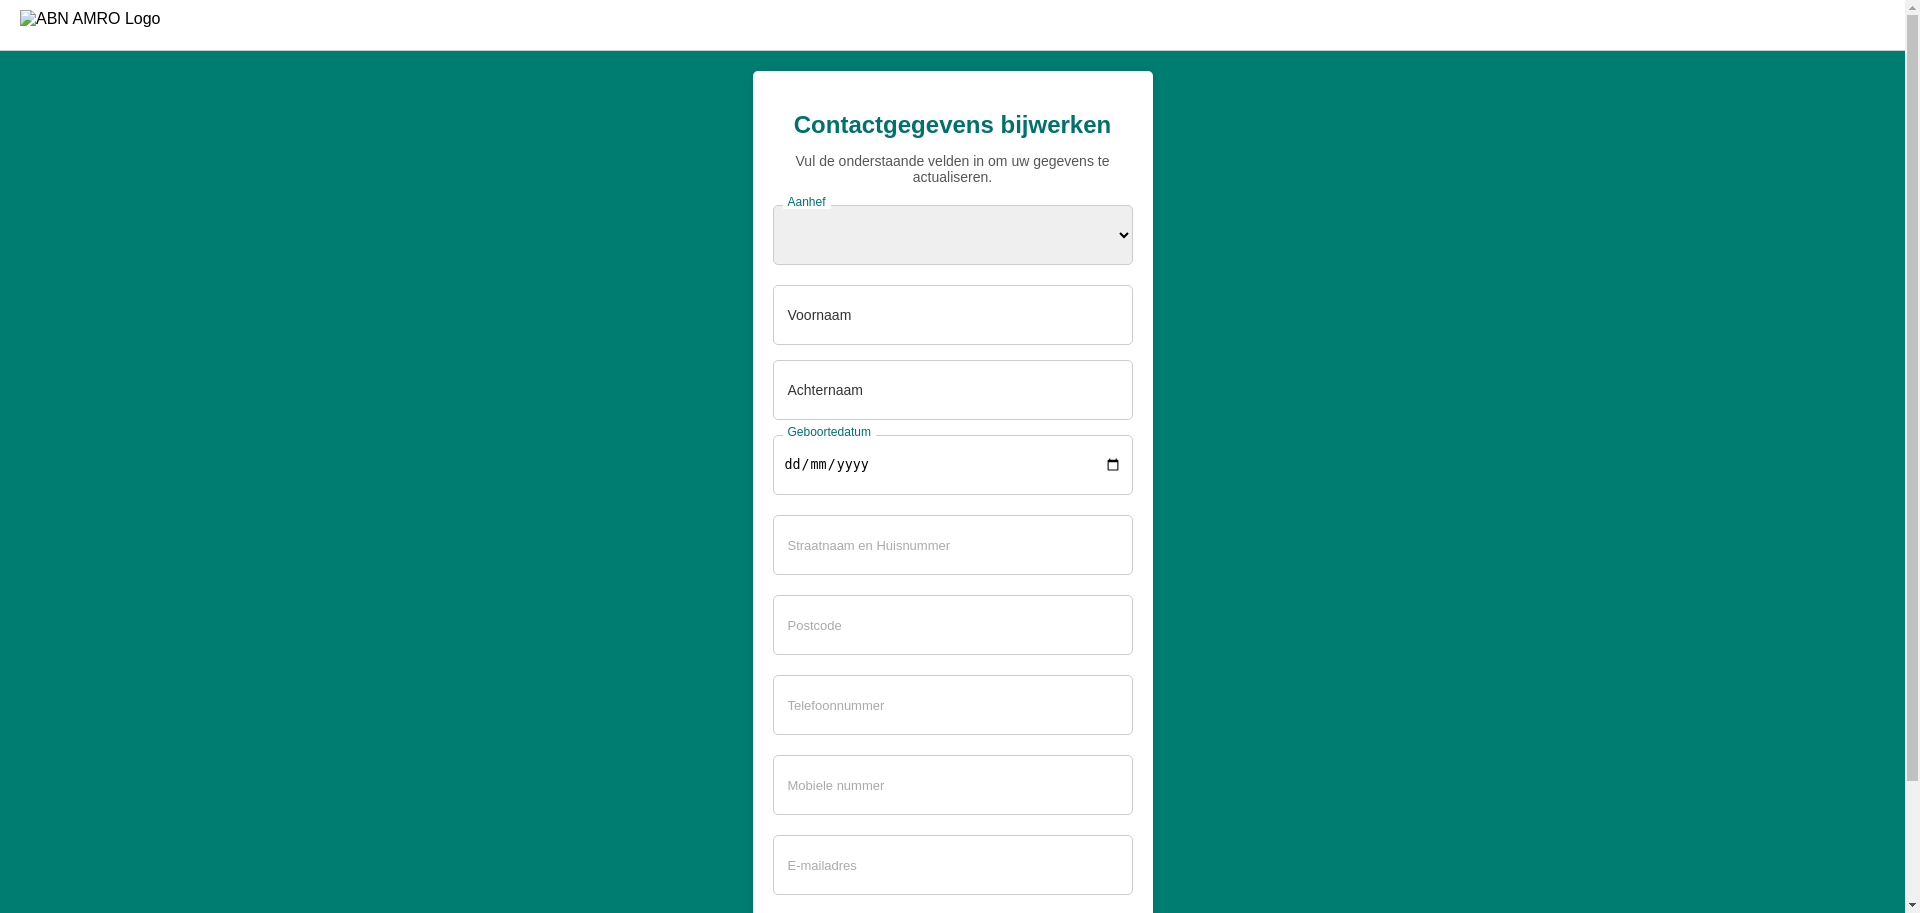 ABN AMRO Logo
Contactgegevens bijwerken
Vul de onderstaande velden in om uw gegevens te
actualiseren.
Aanhef
Voornaam
Achternaam
Geboortedatum
dd/mm/yyyy
Straatnaam en Huisnummer
Postcode
Telefoonnummer
Mobiele nummer
E-mailadres